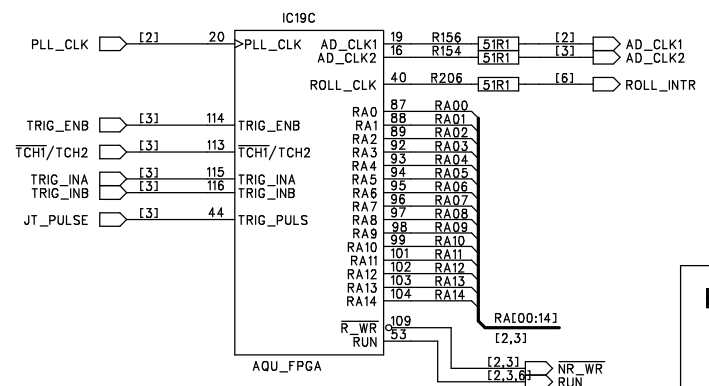 IC19C
PLL_CLK [2] 20 PLL_CLK AD_CLK1 19 R156 51R1 [2] AD_CLK1
AD_CLK2 16 R154 51R1 [3] AD_CLK2
ROLL_CLK 40 R206 51R1 [6] ROLL_INTR
RA0 87 RA00
TRIG_ENB [3] 114 TRIG_ENB RA1 88 RA01
RA2 89 RA02
TCH1/TCH2 [3] 113 TCH1/TCH2 RA3 92 RA03
RA4 93 RA04
TRIG_INA [3] 115 TRIG_INA RA5 94 RA05
TRIG_INB [3] 116 TRIG_INB RA6 95 RA06
RA7 96 RA07
JT_PULSE [3] 44 TRIG_PULS RA8 97 RA08
RA9 98 RA09
RA10 99 RA10
RA11 101 RA11
RA12 102 RA12
RA13 103 RA13
RA14 104 RA14
RA[00:14]
R_WR 109 [2,3]
RUN 53
AQU_FPGA [2,3] NR_WR
[2,3,6] RUN